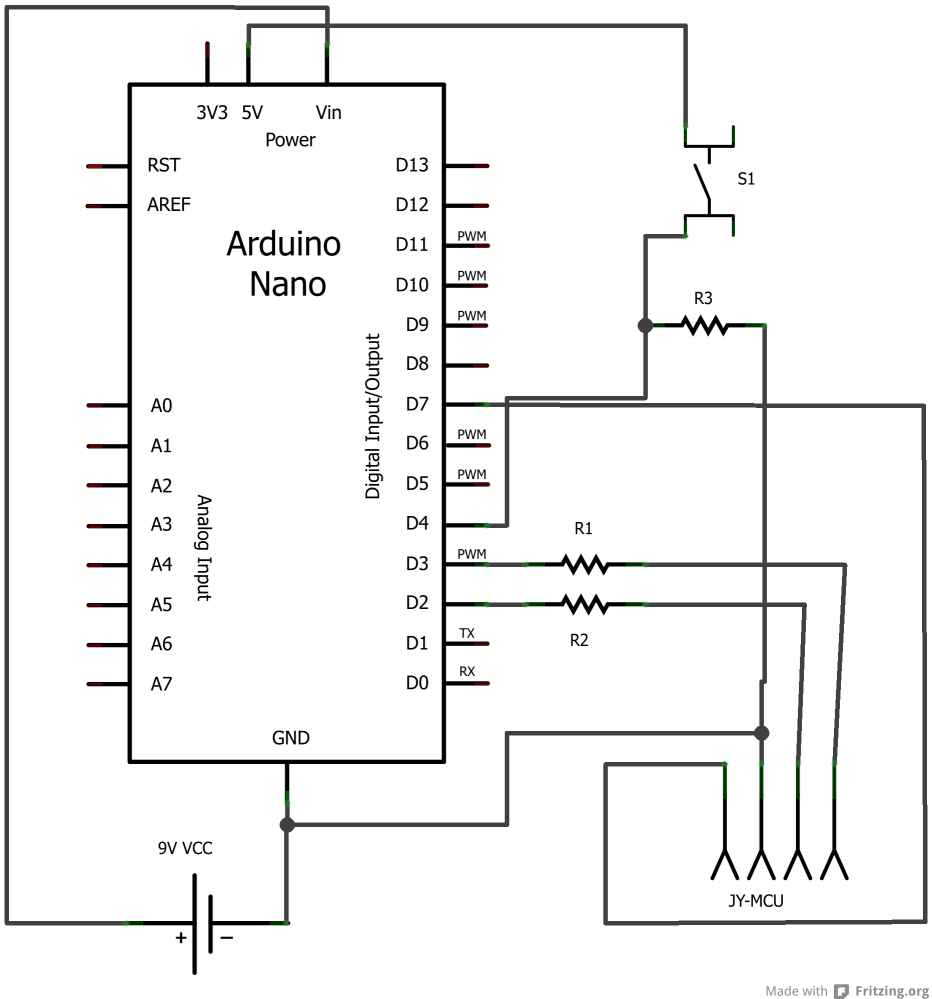 3V3 5V Vin
Power
RST
AREF
Arduino
Nano
D13
D12
D11 PWM
D10 PWM
D9 PWM
D8
D7
D6 PWM
D5 PWM
D4
D3 PWM
D2
D1 TX
D0 RX
Digital Input/Output
A0
A1
A2
A3
A4
A5
A6
A7
Analog Input
GND
S1
R3
R1
R2
9V VCC
+ −
JY-MCU
Made with Fritzing.org